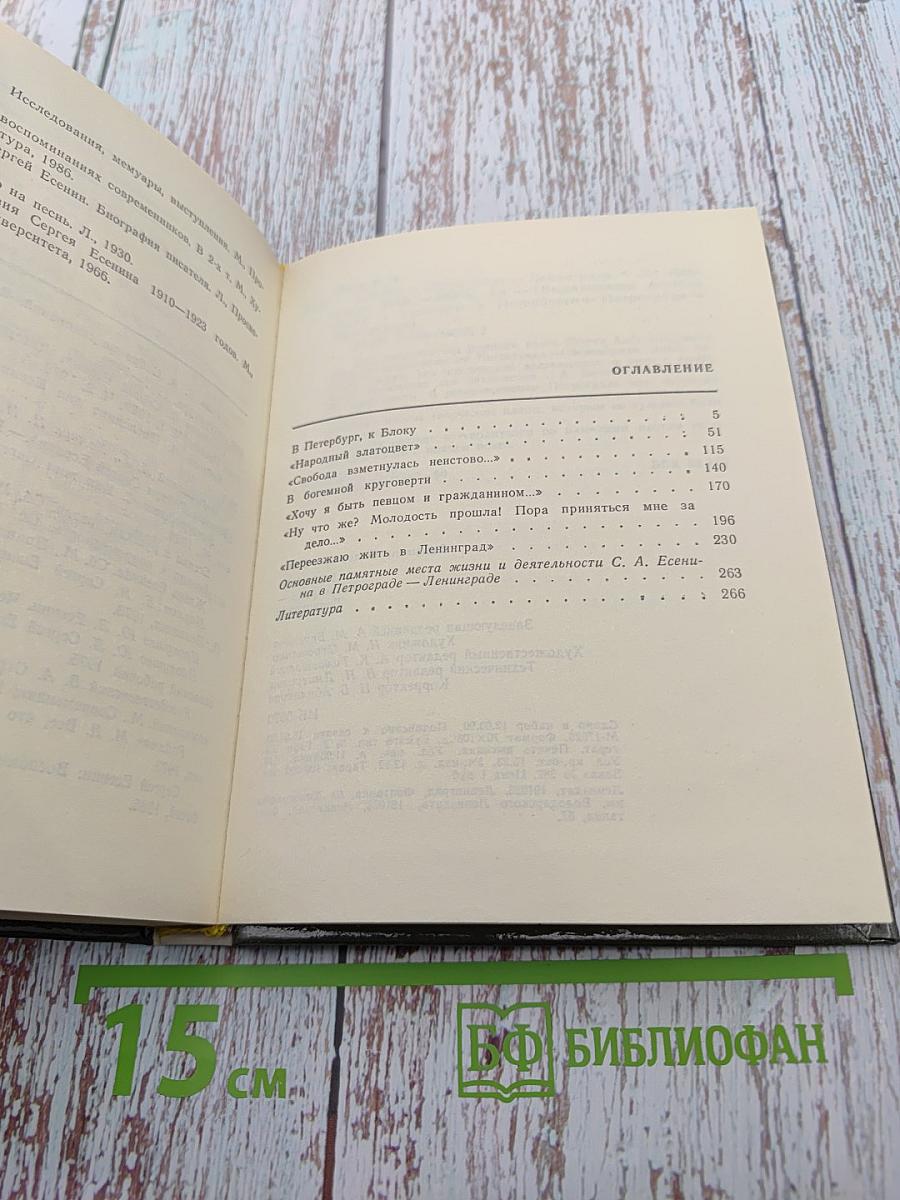 Исследования, мемуары, выступления. М., Про-
воспоминаниях современников. В 2-х т. М., Ху-
тура, 1986.
ергей Есенин. Биография писателя. Л., Просве-
на песнь. Л., 1930.
ния Сергея Есенина 1910—1923 годов. М.,
ниверситета, 1966.
ОГЛАВЛЕНИЕ
В Петербург, к Блоку . . . . . . . . . . . . . . . 5
«Народный златоцвет» . . . . . . . . . . . . . . . 51
«Свобода взметнулась неистово...» . . . . . . . . . . 115
В богемной круговерти . . . . . . . . . . . . . . 140
«Хочу я быть певцом и гражданином...» . . . . . . . . 170
«Ну что же? Молодость прошла! Пора приняться мне за
дело...» . . . . . . . . . . . . . . . . . 196
«Переезжаю жить в Ленинград» . . . . . . . . . . . 230
Основные памятные места жизни и деятельности С. А. Есени-
на в Петрограде — Ленинграде . . . . . . . . . . 263
Литература . . . . . . . . . . . . . . . . . . 266
15 см
БФ БИБЛИОФАН